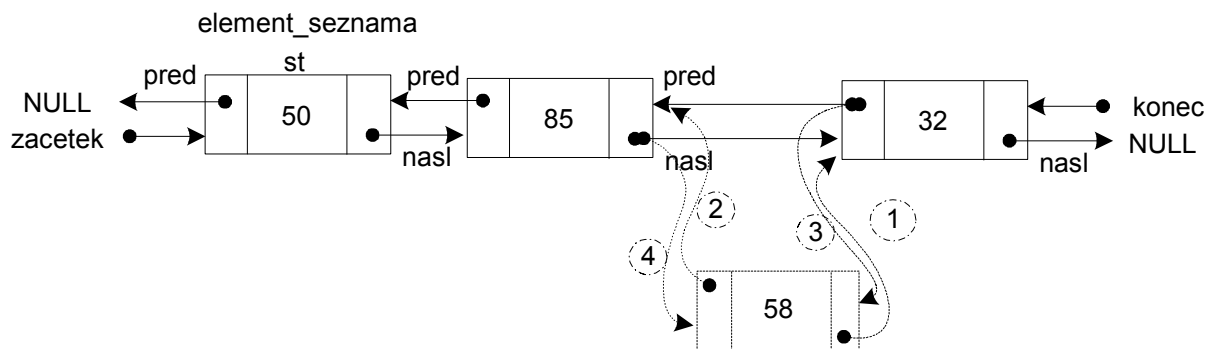 element_seznama
st
pred
pred
pred
NULL
50
85
32
konec
zacetek
nasl
nasl
nasl
NULL
2
3
1
4
58